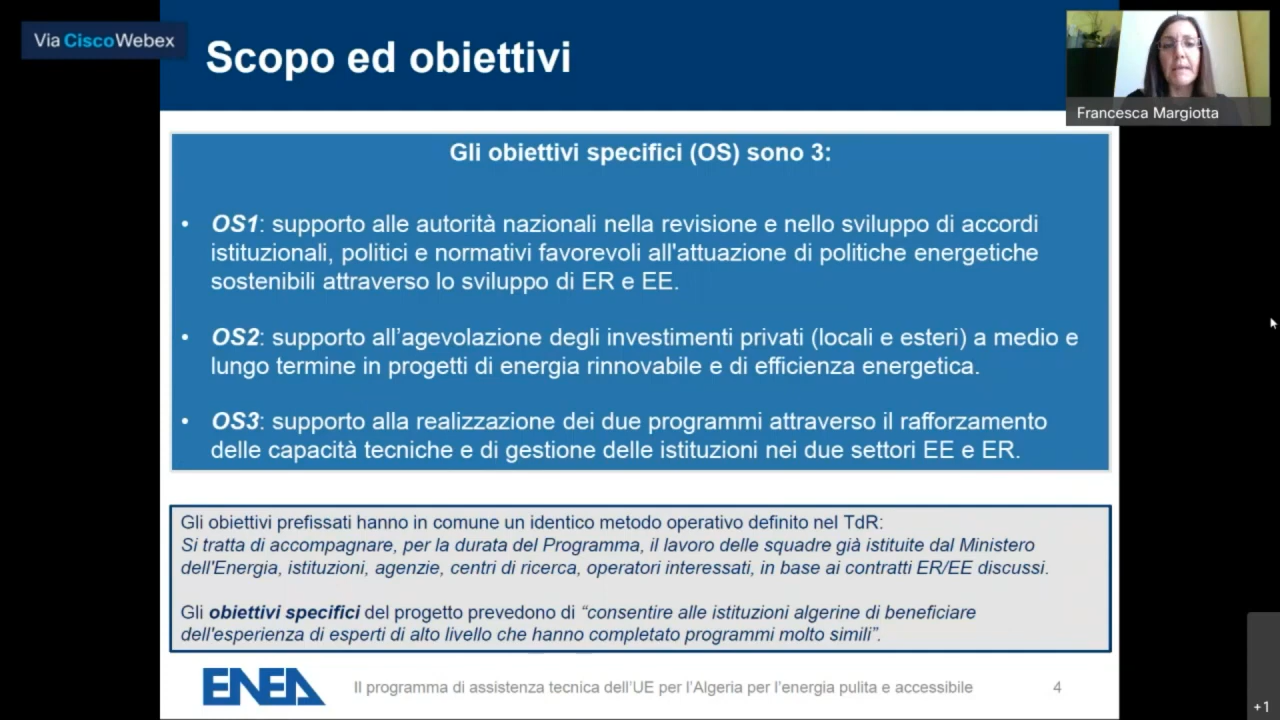 Via Cisco Webex
Scopo ed obiettivi
Francesca Margiotta
Gli obiettivi specifici (OS) sono 3:
• OS1: supporto alle autorità nazionali nella revisione e nello sviluppo di accordi
istituzionali, politici e normativi favorevoli all'attuazione di politiche energetiche
sostenibili attraverso lo sviluppo di ER e EE.
• OS2: supporto all’agevolazione degli investimenti privati (locali e esteri) a medio e
lungo termine in progetti di energia rinnovabile e di efficienza energetica.
• OS3: supporto alla realizzazione dei due programmi attraverso il rafforzamento
delle capacità tecniche e di gestione delle istituzioni nei due settori EE e ER.
Gli obiettivi prefissati hanno in comune un identico metodo operativo definito nel TdR:
Si tratta di accompagnare, per la durata del Programma, il lavoro delle squadre già istituite dal Ministero
dell'Energia, istituzioni, agenzie, centri di ricerca, operatori interessati, in base ai contratti ER/EE discussi.
Gli obiettivi specifici del progetto prevedono di “consentire alle istituzioni algerine di beneficiare
dell'esperienza di esperti di alto livello che hanno completato programmi molto simili”.
ENEA
Il programma di assistenza tecnica dell’UE per l’Algeria per l’energia pulita e accessibile
4
+1